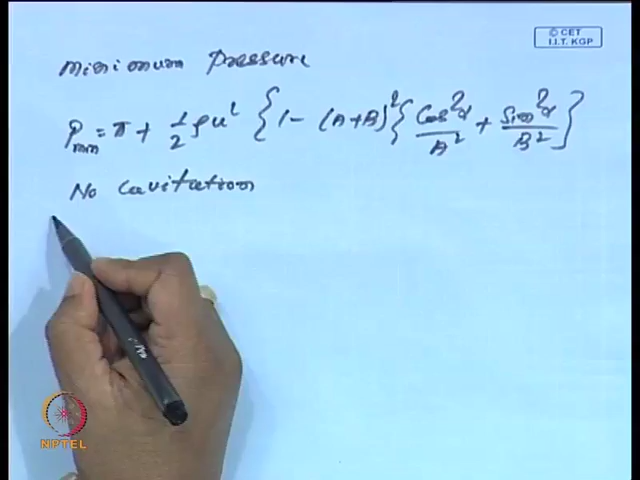 © CET
I.I.T. KGP
Minimum Pressure
P_min = π + 1/2 ρu² { 1 - (A+B)² { Cos²α/A² + Sin²α/B² }
No Cavitation
NPTEL